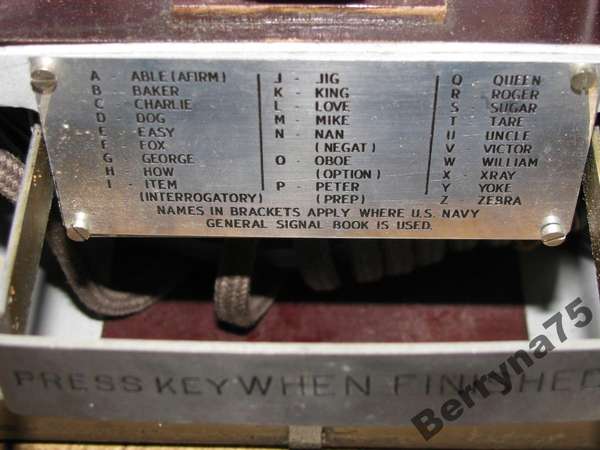 A - ABLE (AFIRM)
B - BAKER
C - CHARLIE
D - DOG
E - EASY
F - FOX
G - GEORGE
H - HOW
I - ITEM
(INTERROGATORY)
J - JIG
K - KING
L - LOVE
M - MIKE
N - NAN
(NEGAT)
O - OBOE
(OPTION)
P - PETER
(PREP)
Q - QUEEN
R - ROGER
S - SUGAR
T - TARE
U - UNCLE
V - VICTOR
W - WILLIAM
X - XRAY
Y - YOKE
Z - ZEBRA
NAMES IN BRACKETS APPLY WHERE U.S. NAVY
GENERAL SIGNAL BOOK IS USED.
PRESS KEY WHEN FINISHED
Berryna75